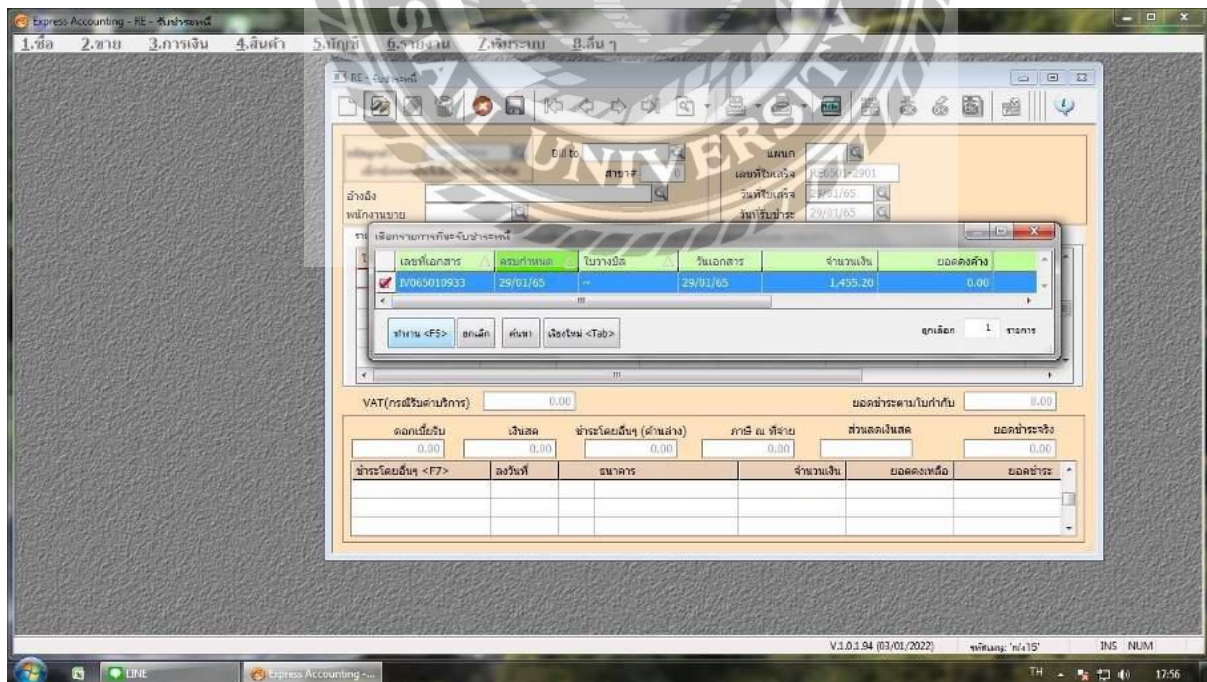 Express Accounting - RE - รับชำระหนี้
1.ซื้อ 2.ขาย 3.การเงิน 4.สินค้า 5.บัญชี 6.รายงาน 7.เริ่มระบบ 8.อื่น ๆ
RE - รับชำระหนี้
SIAM UNIVERSITY
Bill to แผนก
สาขา# 0 เลขที่ใบเสร็จ RE6501-2901
อ้างอิง วันที่ใบเสร็จ 29/01/65
พนักงานขาย วันที่รับชำระ 29/01/65
เลือกรายการที่จะรับชำระหนี้
เลขที่เอกสาร ครบกำหนด ใบวางบิล วันเอกสาร จำนวนเงิน ยอดคงค้าง
IV065010933 29/01/65 ~ 29/01/65 1,455.20 0.00
ทำงาน <F5> ยกเลิก ค้นหา เรียงใหม่ <Tab> ถูกเลือก 1 รายการ
VAT(กรณีรับค่าบริการ) 0.00 ยอดชำระตามใบกำกับ 0.00
ดอกเบี้ยรับ เงินสด ชำระโดยอื่นๆ (ด้านล่าง) ภาษี ณ ที่จ่าย ส่วนลดเงินสด ยอดชำระจริง
0.00 0.00 0.00 0.00 0.00
ชำระโดยอื่นๆ <F7> ลงวันที่ ธนาคาร จำนวนเงิน ยอดคงเหลือ ยอดชำระ
V.1.0.1.94 (03/01/2022) INS NUM
LINE Express Accounting -... TH 17:56